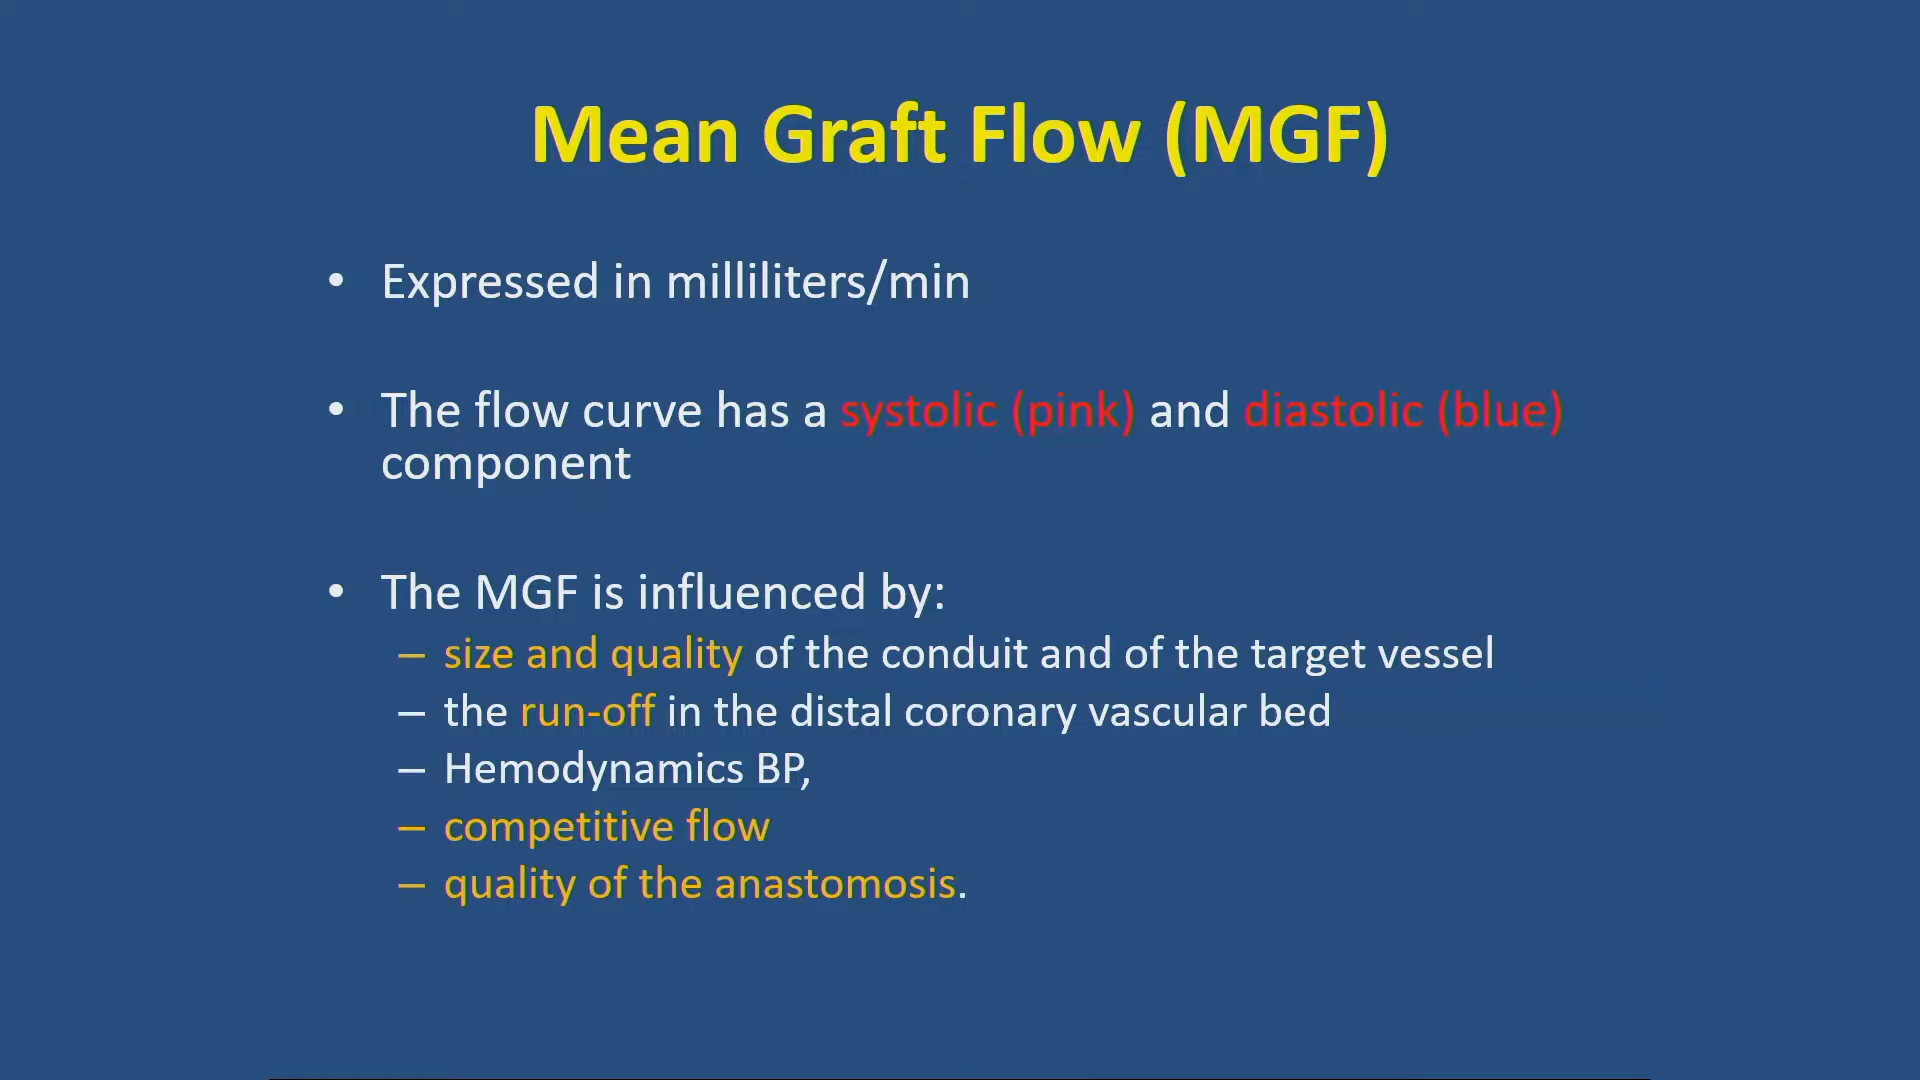 Mean Graft Flow (MGF)
• Expressed in milliliters/min
• The flow curve has a systolic (pink) and diastolic (blue)
component
• The MGF is influenced by:
– size and quality of the conduit and of the target vessel
– the run-off in the distal coronary vascular bed
– Hemodynamics BP,
– competitive flow
– quality of the anastomosis.